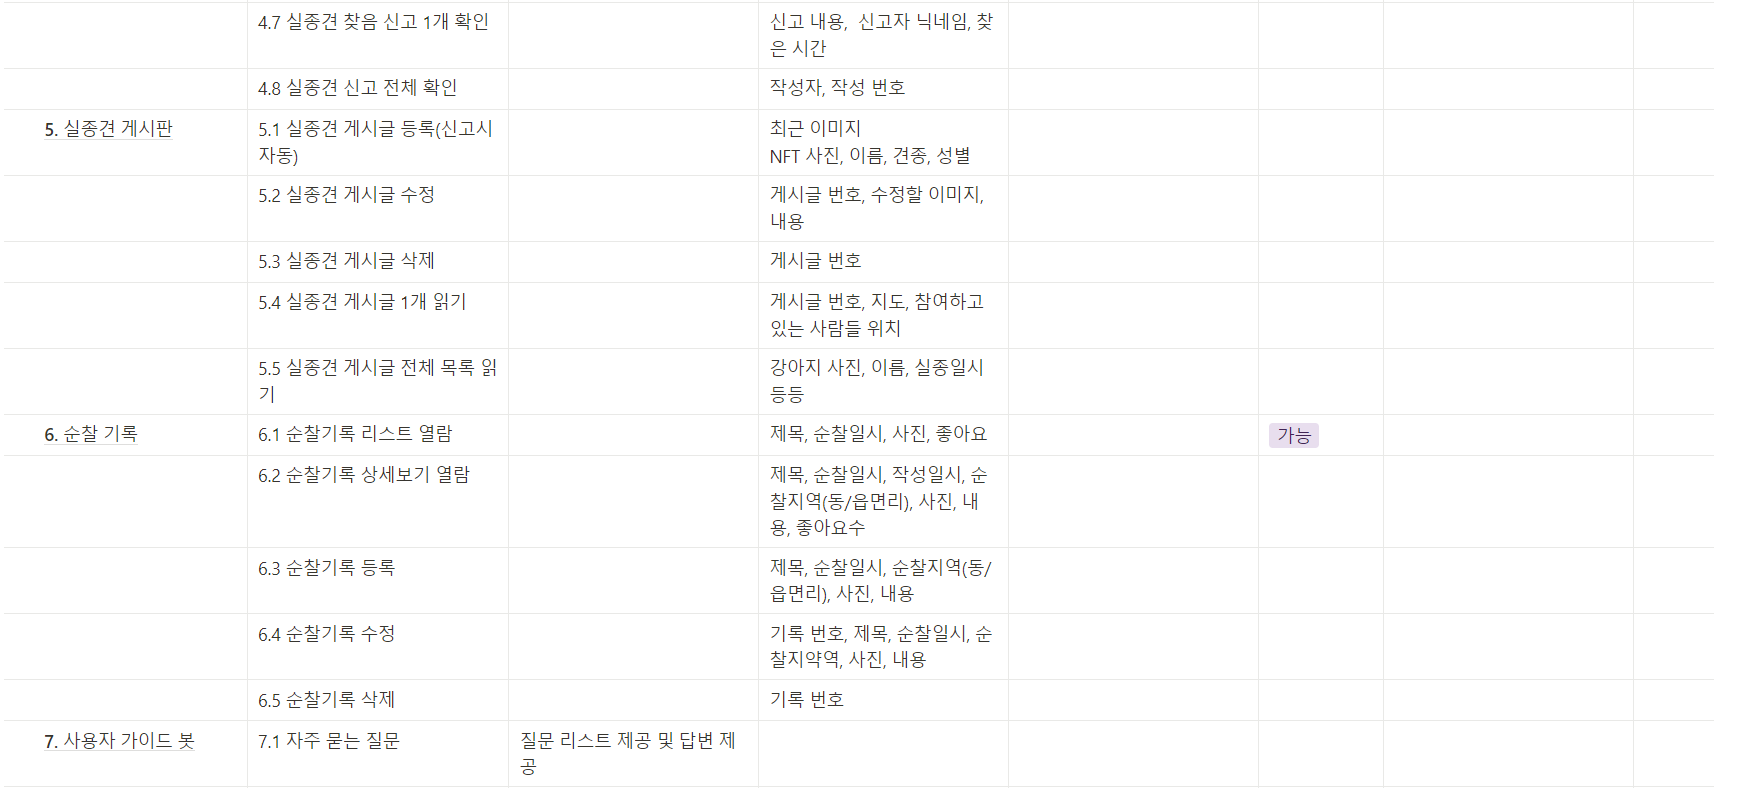 4.7 실종견 찾음 신고 1개 확인
신고 내용,  신고자 닉네임, 찾
은 시간
4.8 실종견 신고 전체 확인
작성자, 작성 번호
5. 실종견 게시판
5.1 실종견 게시글 등록(신고시
자동)
최근 이미지
NFT 사진, 이름, 견종, 성별
5.2 실종견 게시글 수정
게시글 번호, 수정할 이미지,
내용
5.3 실종견 게시글 삭제
게시글 번호
5.4 실종견 게시글 1개 읽기
게시글 번호, 지도, 참여하고
있는 사람들 위치
5.5 실종견 게시글 전체 목록 읽
기
강아지 사진, 이름, 실종일시
등등
6. 순찰 기록
6.1 순찰기록 리스트 열람
제목, 순찰일시, 사진, 좋아요
가능
6.2 순찰기록 상세보기 열람
제목, 순찰일시, 작성일시, 순
찰지역(동/읍면리), 사진, 내
용, 좋아요수
6.3 순찰기록 등록
제목, 순찰일시, 순찰지역(동/
읍면리), 사진, 내용
6.4 순찰기록 수정
기록 번호, 제목, 순찰일시, 순
찰지약역, 사진, 내용
6.5 순찰기록 삭제
기록 번호
7. 사용자 가이드 봇
7.1 자주 묻는 질문
질문 리스트 제공 및 답변 제
공